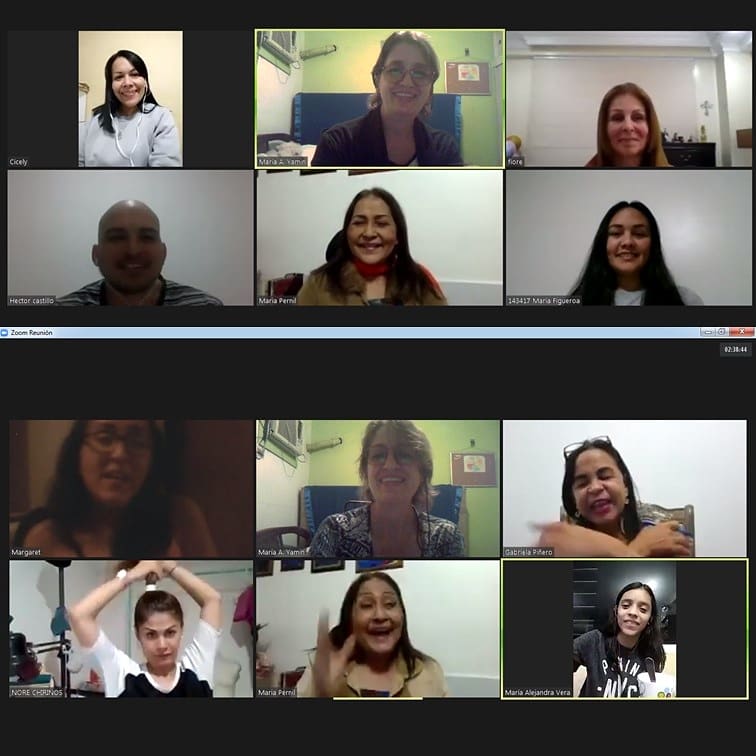 Cicely
Maria A. Yamin
fiore
Hector castillo
Maria Pernil
143417 Maria Figueroa
Zoom Reunión
02:38:44
Margaret
María A. Yamin
Gabriela Piñero
NORE CHIRINOS
Maria Pernil
María Alejandra Vera
NYC